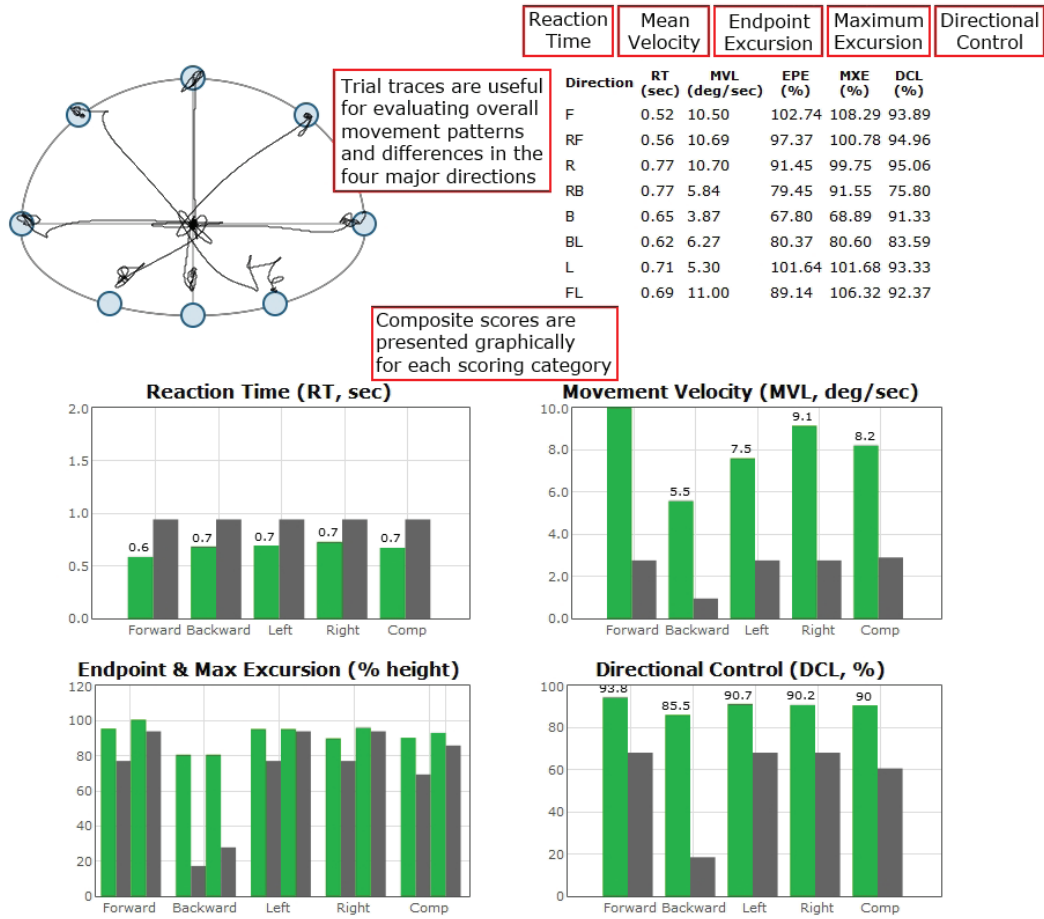 Reaction
Time
Mean
Velocity
Endpoint
Excursion
Maximum
Excursion
Directional
Control
Trial traces are useful
for evaluating overall
movement patterns
and differences in the
four major directions
Direction RT MVL EPE MXE DCL
(sec) (deg/sec) (%) (%) (%)
F 0.52 10.50 102.74 108.29 93.89
RF 0.56 10.69 97.37 100.78 94.96
R 0.77 10.70 91.45 99.75 95.06
RB 0.77 5.84 79.45 91.55 75.80
B 0.65 3.87 67.80 68.89 91.33
BL 0.62 6.27 80.37 80.60 83.59
L 0.71 5.30 101.64 101.68 93.33
FL 0.69 11.00 89.14 106.32 92.37
Composite scores are
presented graphically
for each scoring category
Reaction Time (RT, sec)
2.0
1.5
1.0
0.5
0.0
0.6 0.7 0.7 0.7 0.7
Forward Backward Left Right Comp
Movement Velocity (MVL, deg/sec)
10.0
8.0
6.0
4.0
2.0
0.0
5.5 7.5 9.1 8.2
Forward Backward Left Right Comp
Endpoint & Max Excursion (% height)
120
100
80
60
40
20
0
Forward Backward Left Right Comp
Directional Control (DCL, %)
100
80
60
40
20
0
93.8 85.5 90.7 90.2 90
Forward Backward Left Right Comp